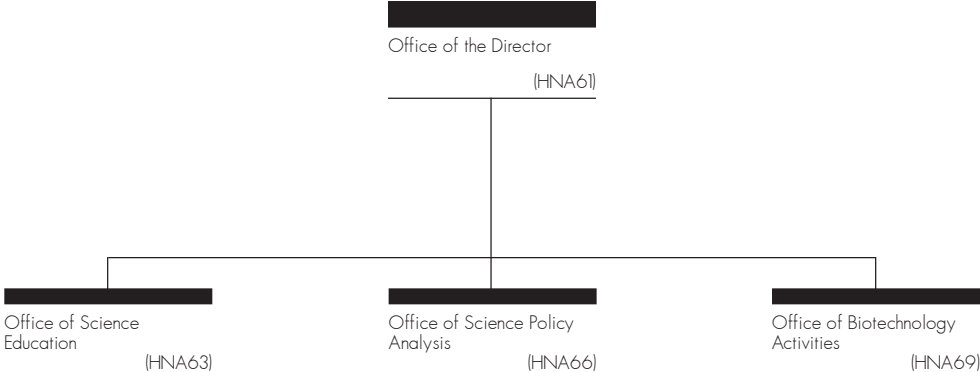 Office of the Director
(HNA61)
Office of Science
Education
(HNA63)
Office of Science Policy
Analysis
(HNA66)
Office of Biotechnology
Activities
(HNA69)